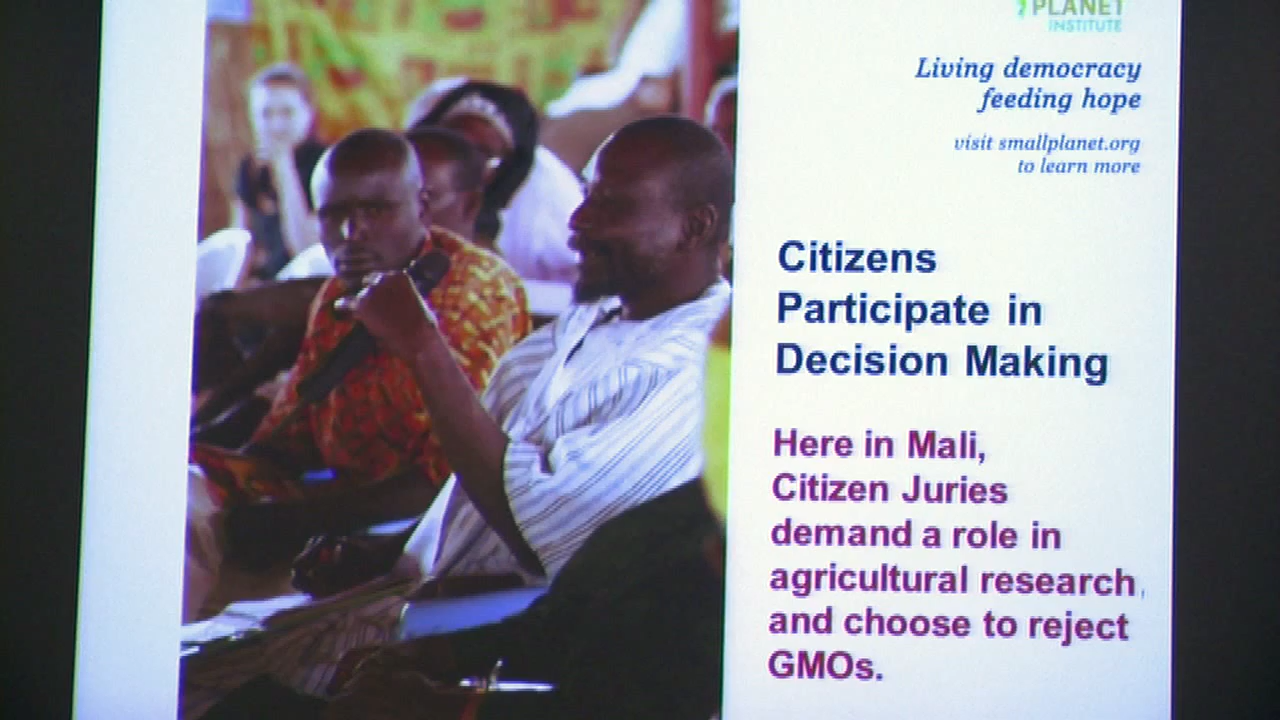 PLANET
INSTITUTE
Living democracy
feeding hope
visit smallplanet.org
to learn more
Citizens
Participate in
Decision Making
Here in Mali,
Citizen Juries
demand a role in
agricultural research,
and choose to reject
GMOs.